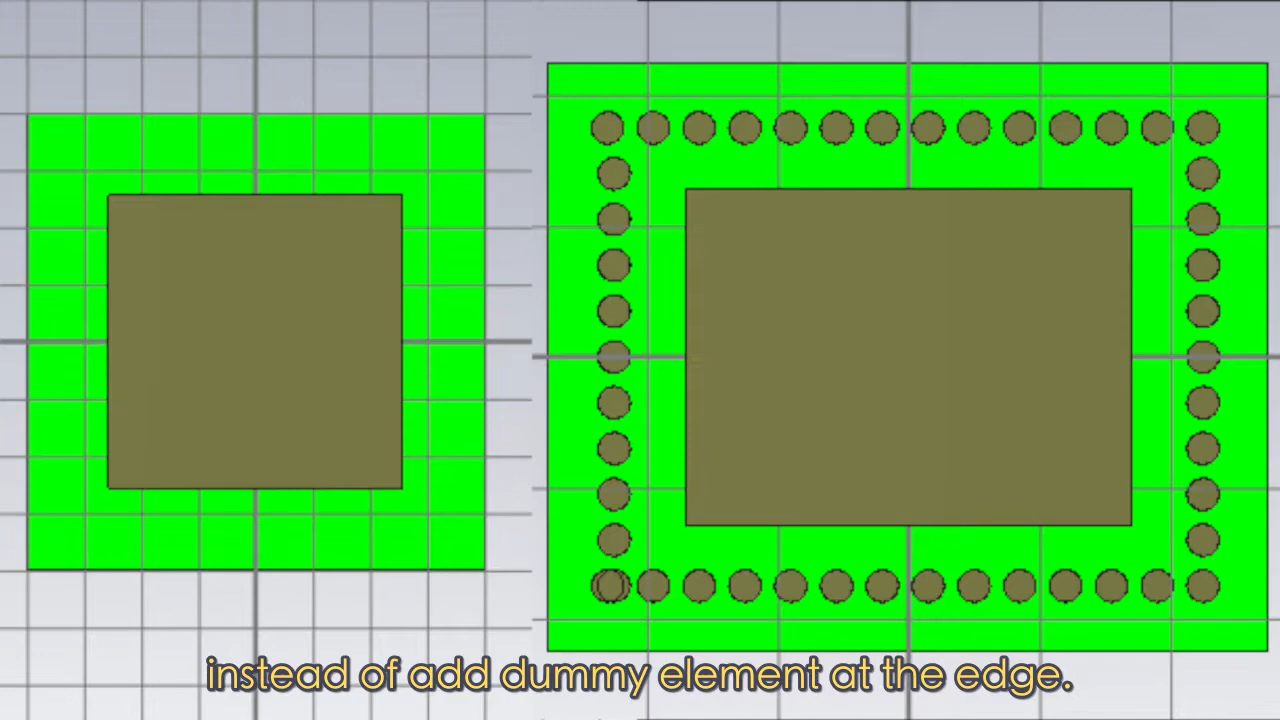 instead of add dummy element at the edge.